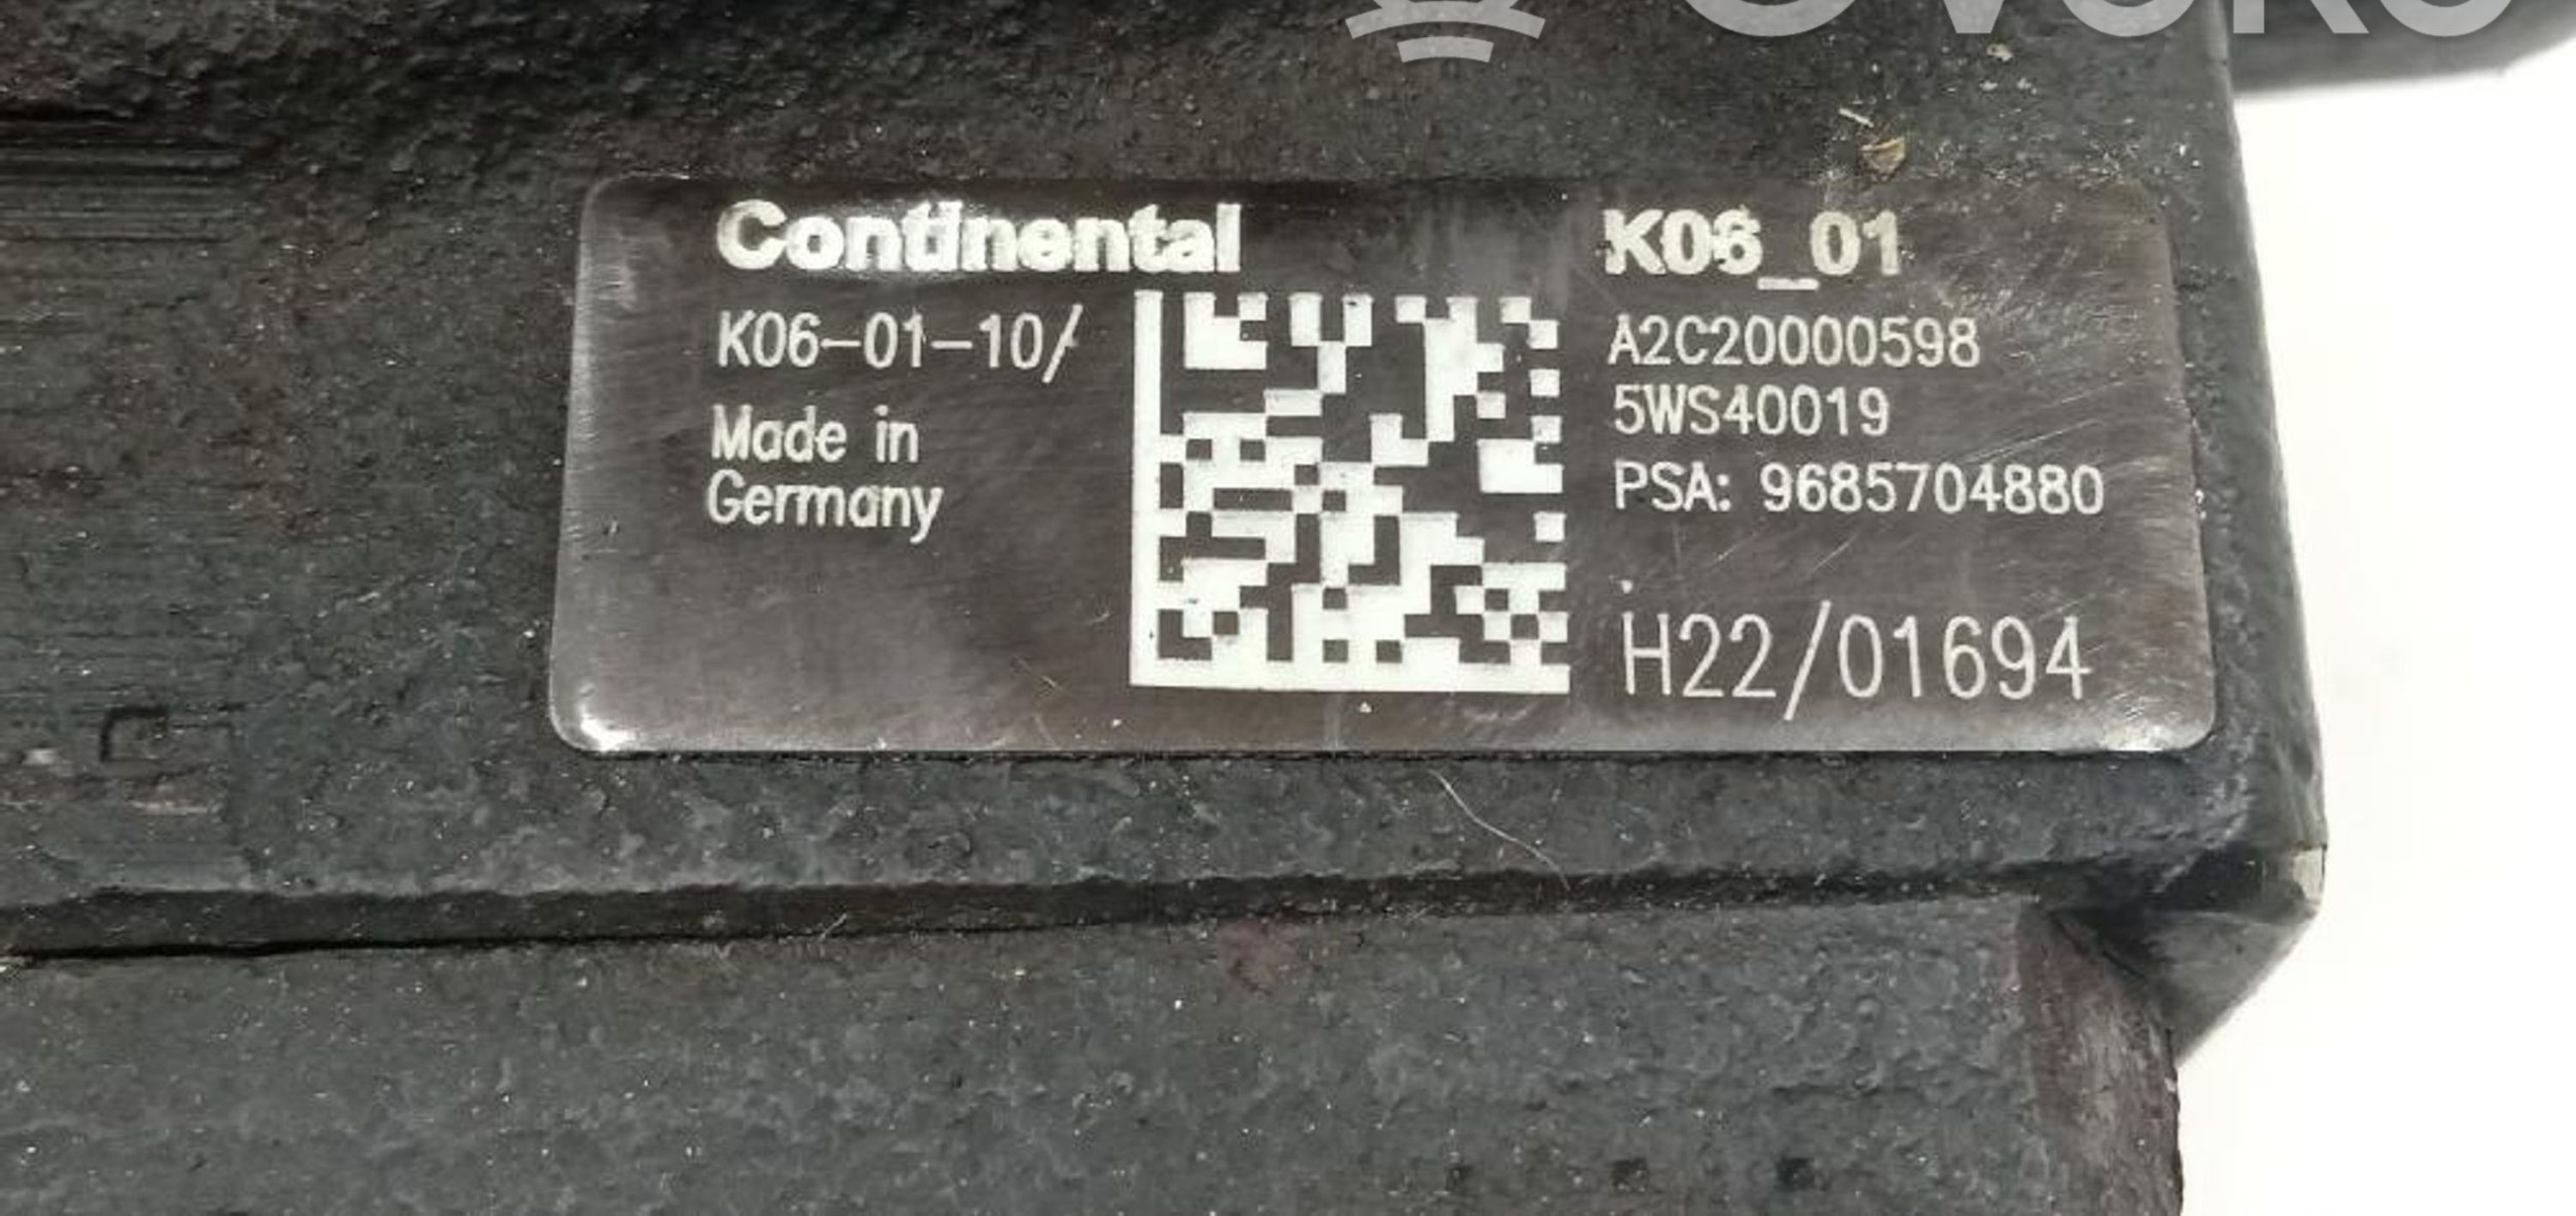 Continental
K06-01-10/
Made in
Germany
K06_01
A2C20000598
5WS40019
PSA: 9685704880
H22/01694